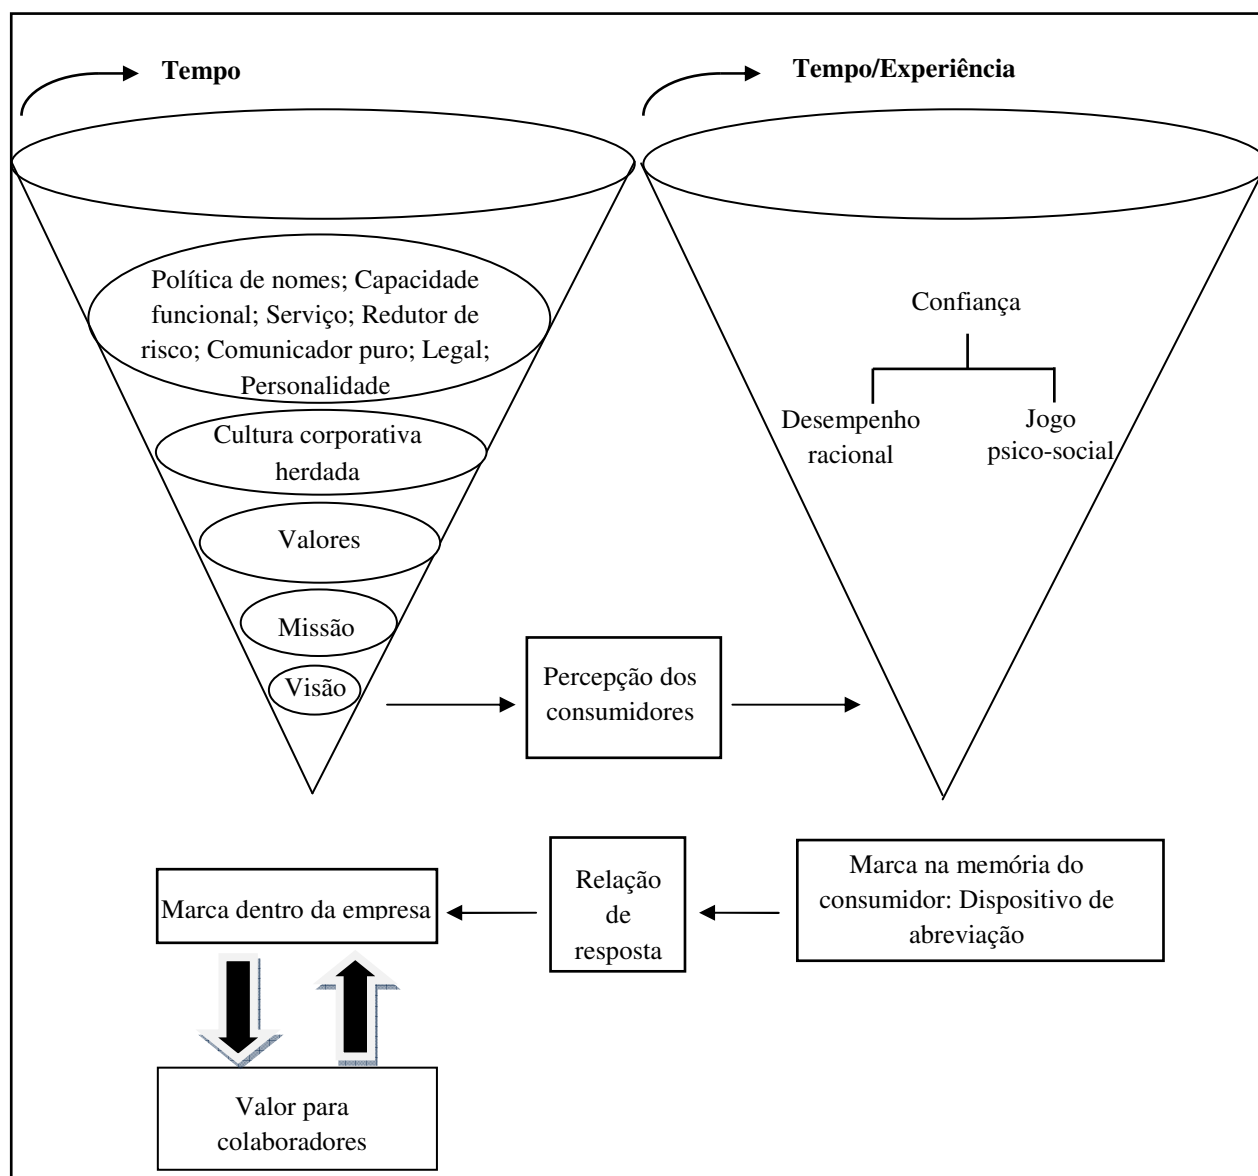 Tempo
Tempo/Experiência
Política de nomes; Capacidade
funcional; Serviço; Redutor de
risco; Comunicador puro; Legal;
Personalidade
Cultura corporativa
herdada
Valores
Missão
Visão
Confiança
Desempenho
racional
Jogo
psico-social
Percepção dos
consumidores
Marca dentro da empresa
Relação
de
resposta
Marca na memória do
consumidor: Dispositivo de
abreviação
Valor para
colaboradores